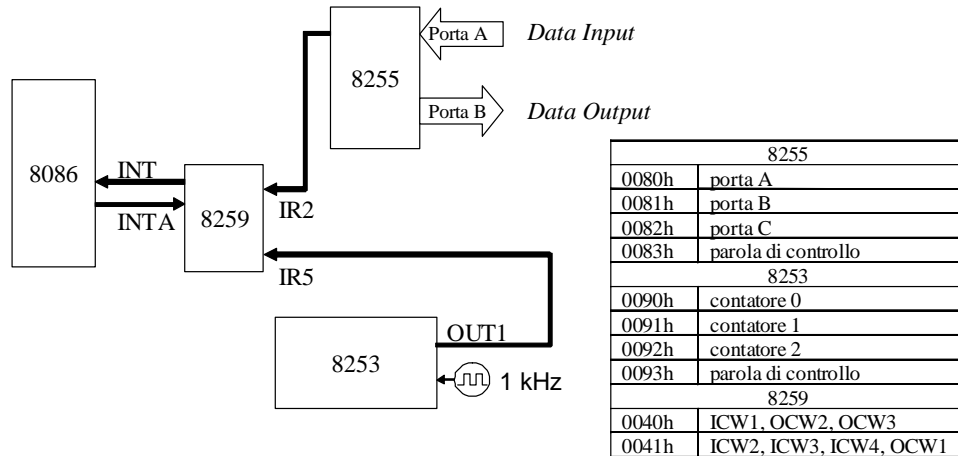 Porta A
Data Input
8255
Porta B
Data Output
8086
INT
INTA
8259
IR2
IR5
OUT1
8253
1 kHz
8255
0080h porta A
0081h porta B
0082h porta C
0083h parola di controllo
8253
0090h contatore 0
0091h contatore 1
0092h contatore 2
0093h parola di controllo
8259
0040h ICW1, OCW2, OCW3
0041h ICW2, ICW3, ICW4, OCW1